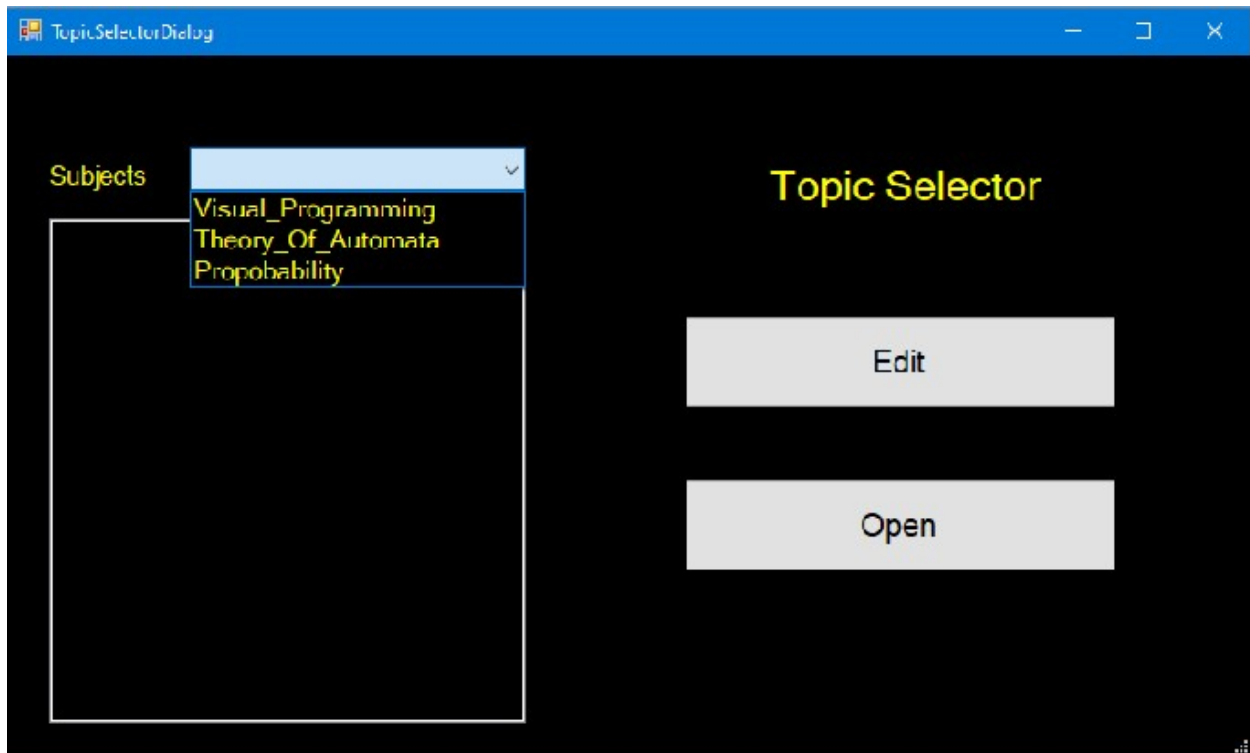 TopicSelectorDialog
Subjects
Visual_Programming
Theory_Of_Automata
Propobability
Topic Selector
Edit
Open